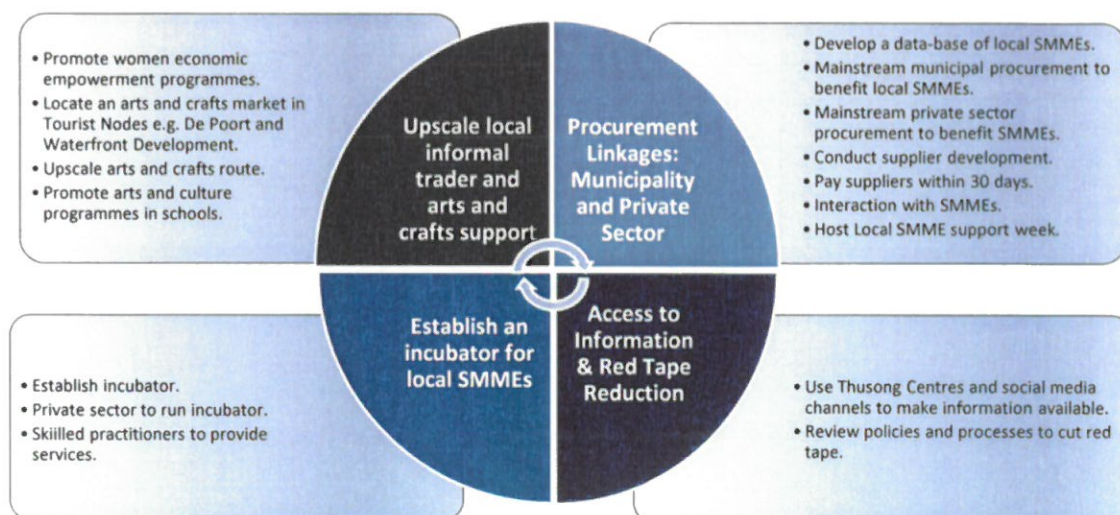 • Promote women economic
empowerment programmes.
• Locate an arts and crafts market in
Tourist Nodes e.g. De Poort and
Waterfront Development.
• Upscale arts and crafts route.
• Promote arts and culture
programmes in schools.
Upscale local
informal
trader and
arts and
crafts support
Procurement
Linkages:
Municipality
and Private
Sector
• Develop a data-base of local SMMEs.
• Mainstream municipal procurement to
benefit local SMMEs.
• Mainstream private sector
procurement to benefit SMMEs.
• Conduct supplier development.
• Pay suppliers within 30 days.
• Interaction with SMMEs.
• Host Local SMME support week.
• Establish incubator.
• Private sector to run incubator.
• Skiilled practitioners to provide
services.
Establish an
incubator for
local SMMEs
Access to
Information
& Red Tape
Reduction
• Use Thusong Centres and social media
channels to make information available.
• Review policies and processes to cut red
tape.